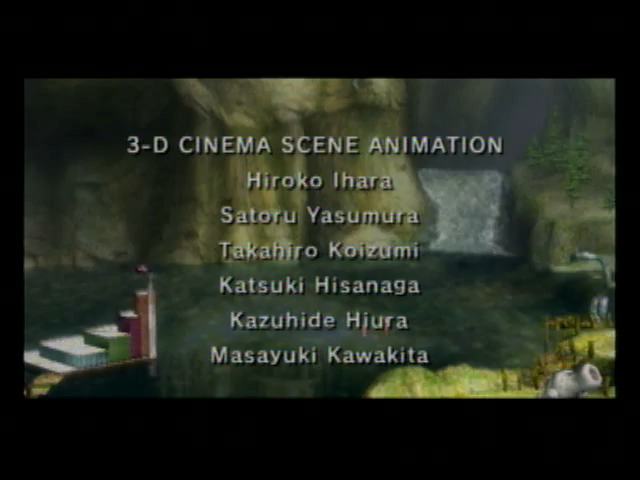 3-D CINEMA SCENE ANIMATION
Hiroko Ihara
Satoru Yasumura
Takahiro Koizumi
Katsuki Hisanaga
Kazuhide Hiura
Masayuki Kawakita